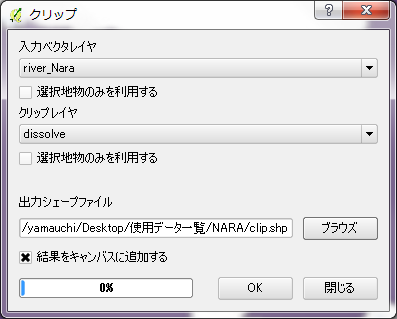 クリップ
入力ベクタレイヤ
river_Nara
選択地物のみを利用する
クリップレイヤ
dissolve
選択地物のみを利用する
出力シェープファイル
/yamauchi/Desktop/使用データ一覧/NARA/clip.shp
ブラウズ
結果をキャンバスに追加する
0%
OK
閉じる